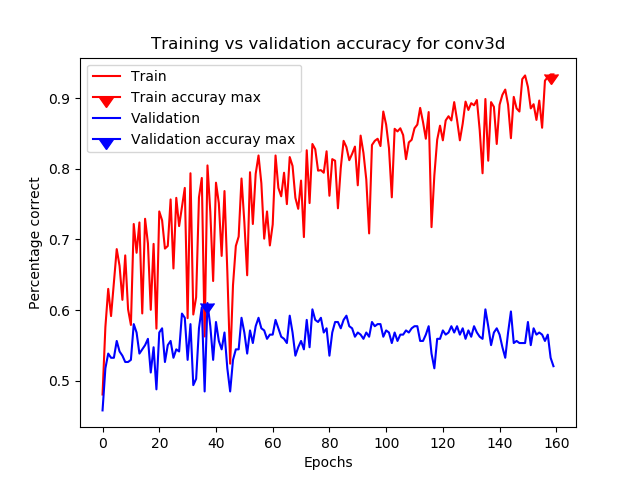 Training vs validation accuracy for conv3d
Train
Train accuray max
Validation
Validation accuray max
Percentage correct
0.9
0.8
0.7
0.6
0.5
0 20 40 60 80 100 120 140 160
Epochs